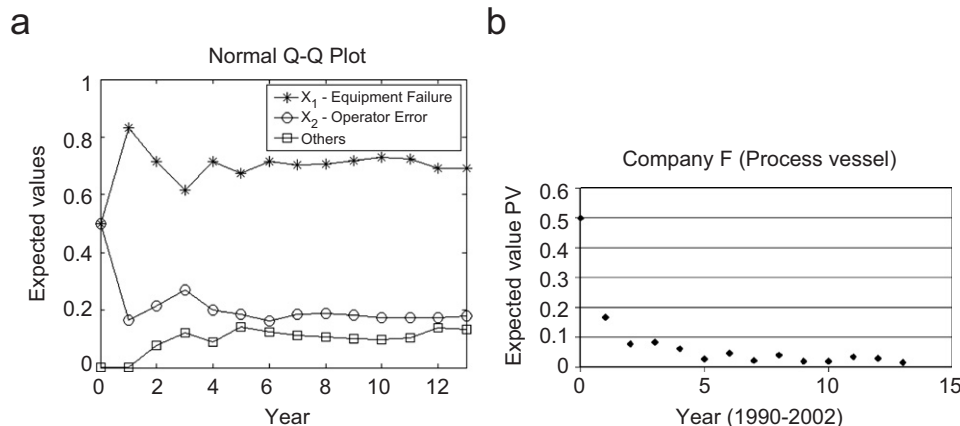 a
Normal Q-Q Plot
1
0.8
0.6
0.4
0.2
0
Expected values
X1 - Equipment Failure
X2 - Operator Error
Others
0 2 4 6 8 10 12
Year
b
Company F (Process vessel)
0.6
0.5
0.4
0.3
0.2
0.1
0
Expected value PV
0 5 10 15
Year (1990-2002)